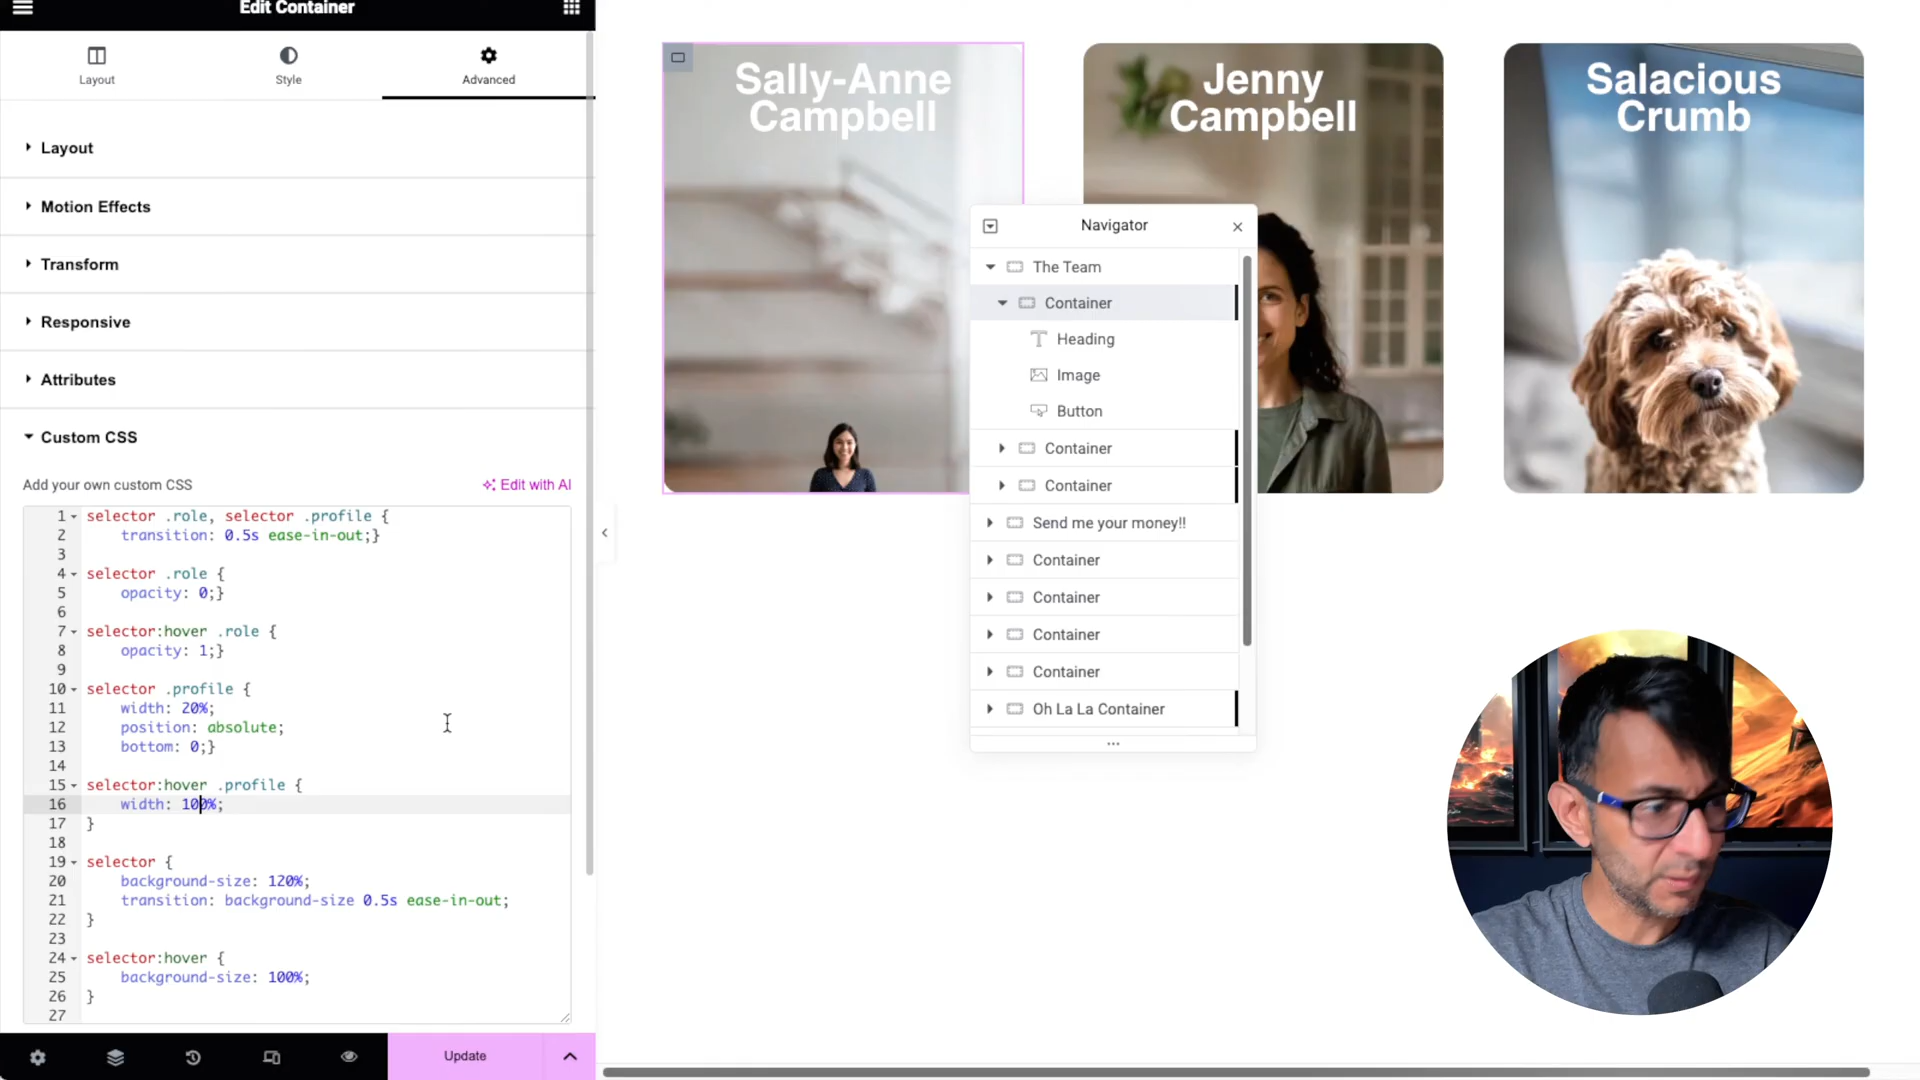 Edit Container
Layout
Style
Advanced
Layout
Motion Effects
Transform
Responsive
Attributes
Custom CSS
Add your own custom CSS
Edit with AI
1 selector .role, selector .profile {
2 transition: 0.5s ease-in-out;}
3
4 selector .role {
5 opacity: 0;}
6
7 selector:hover .role {
8 opacity: 1;}
9
10 selector .profile {
11 width: 20%;
12 position: absolute;
13 bottom: 0;}
14
15 selector:hover .profile {
16 width: 100%;
17 }
18
19 selector {
20 background-size: 120%;
21 transition: background-size 0.5s ease-in-out;
22 }
23
24 selector:hover {
25 background-size: 100%;
26 }
27
Update
Sally-Anne
Campbell
Jenny
Campbell
Salacious
Crumb
Navigator
The Team
Container
Heading
Image
Button
Container
Container
Send me your money!!
Container
Container
Container
Container
Oh La La Container